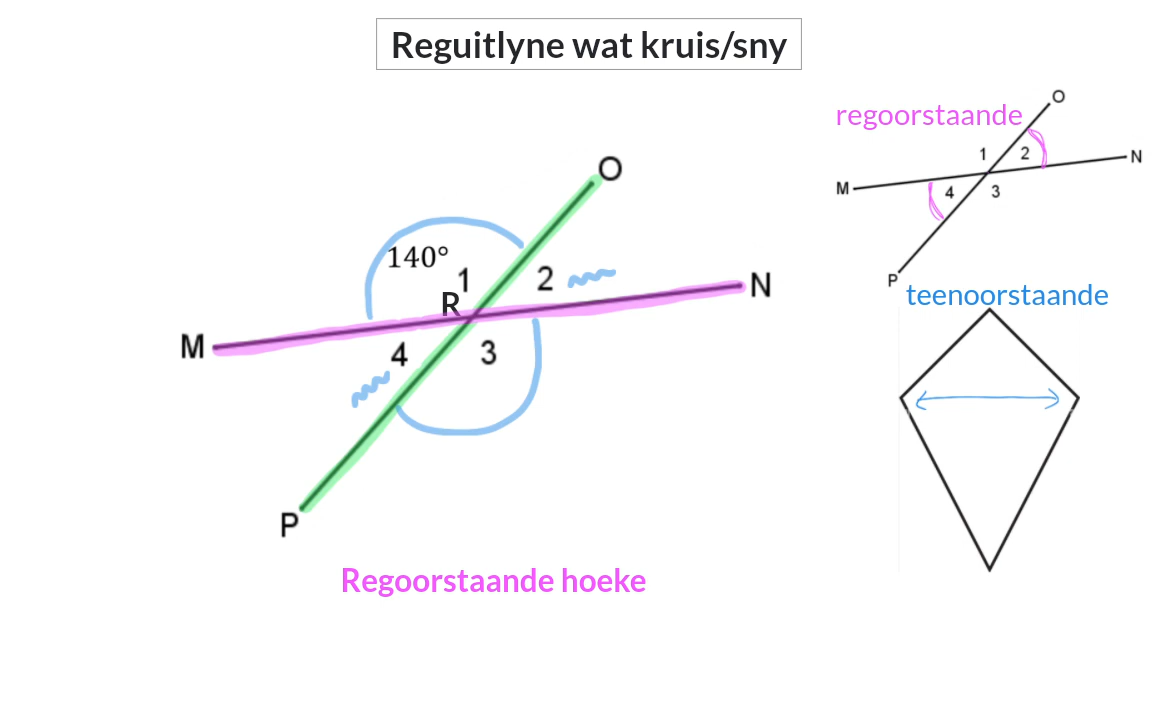 Reguitlyne wat kruis/sny
O
140°
1
2
R
N
M
4
3
P
Regoorstaande hoeke
regoorstaande
O
1
2
N
M
4
3
P
teenoorstaande